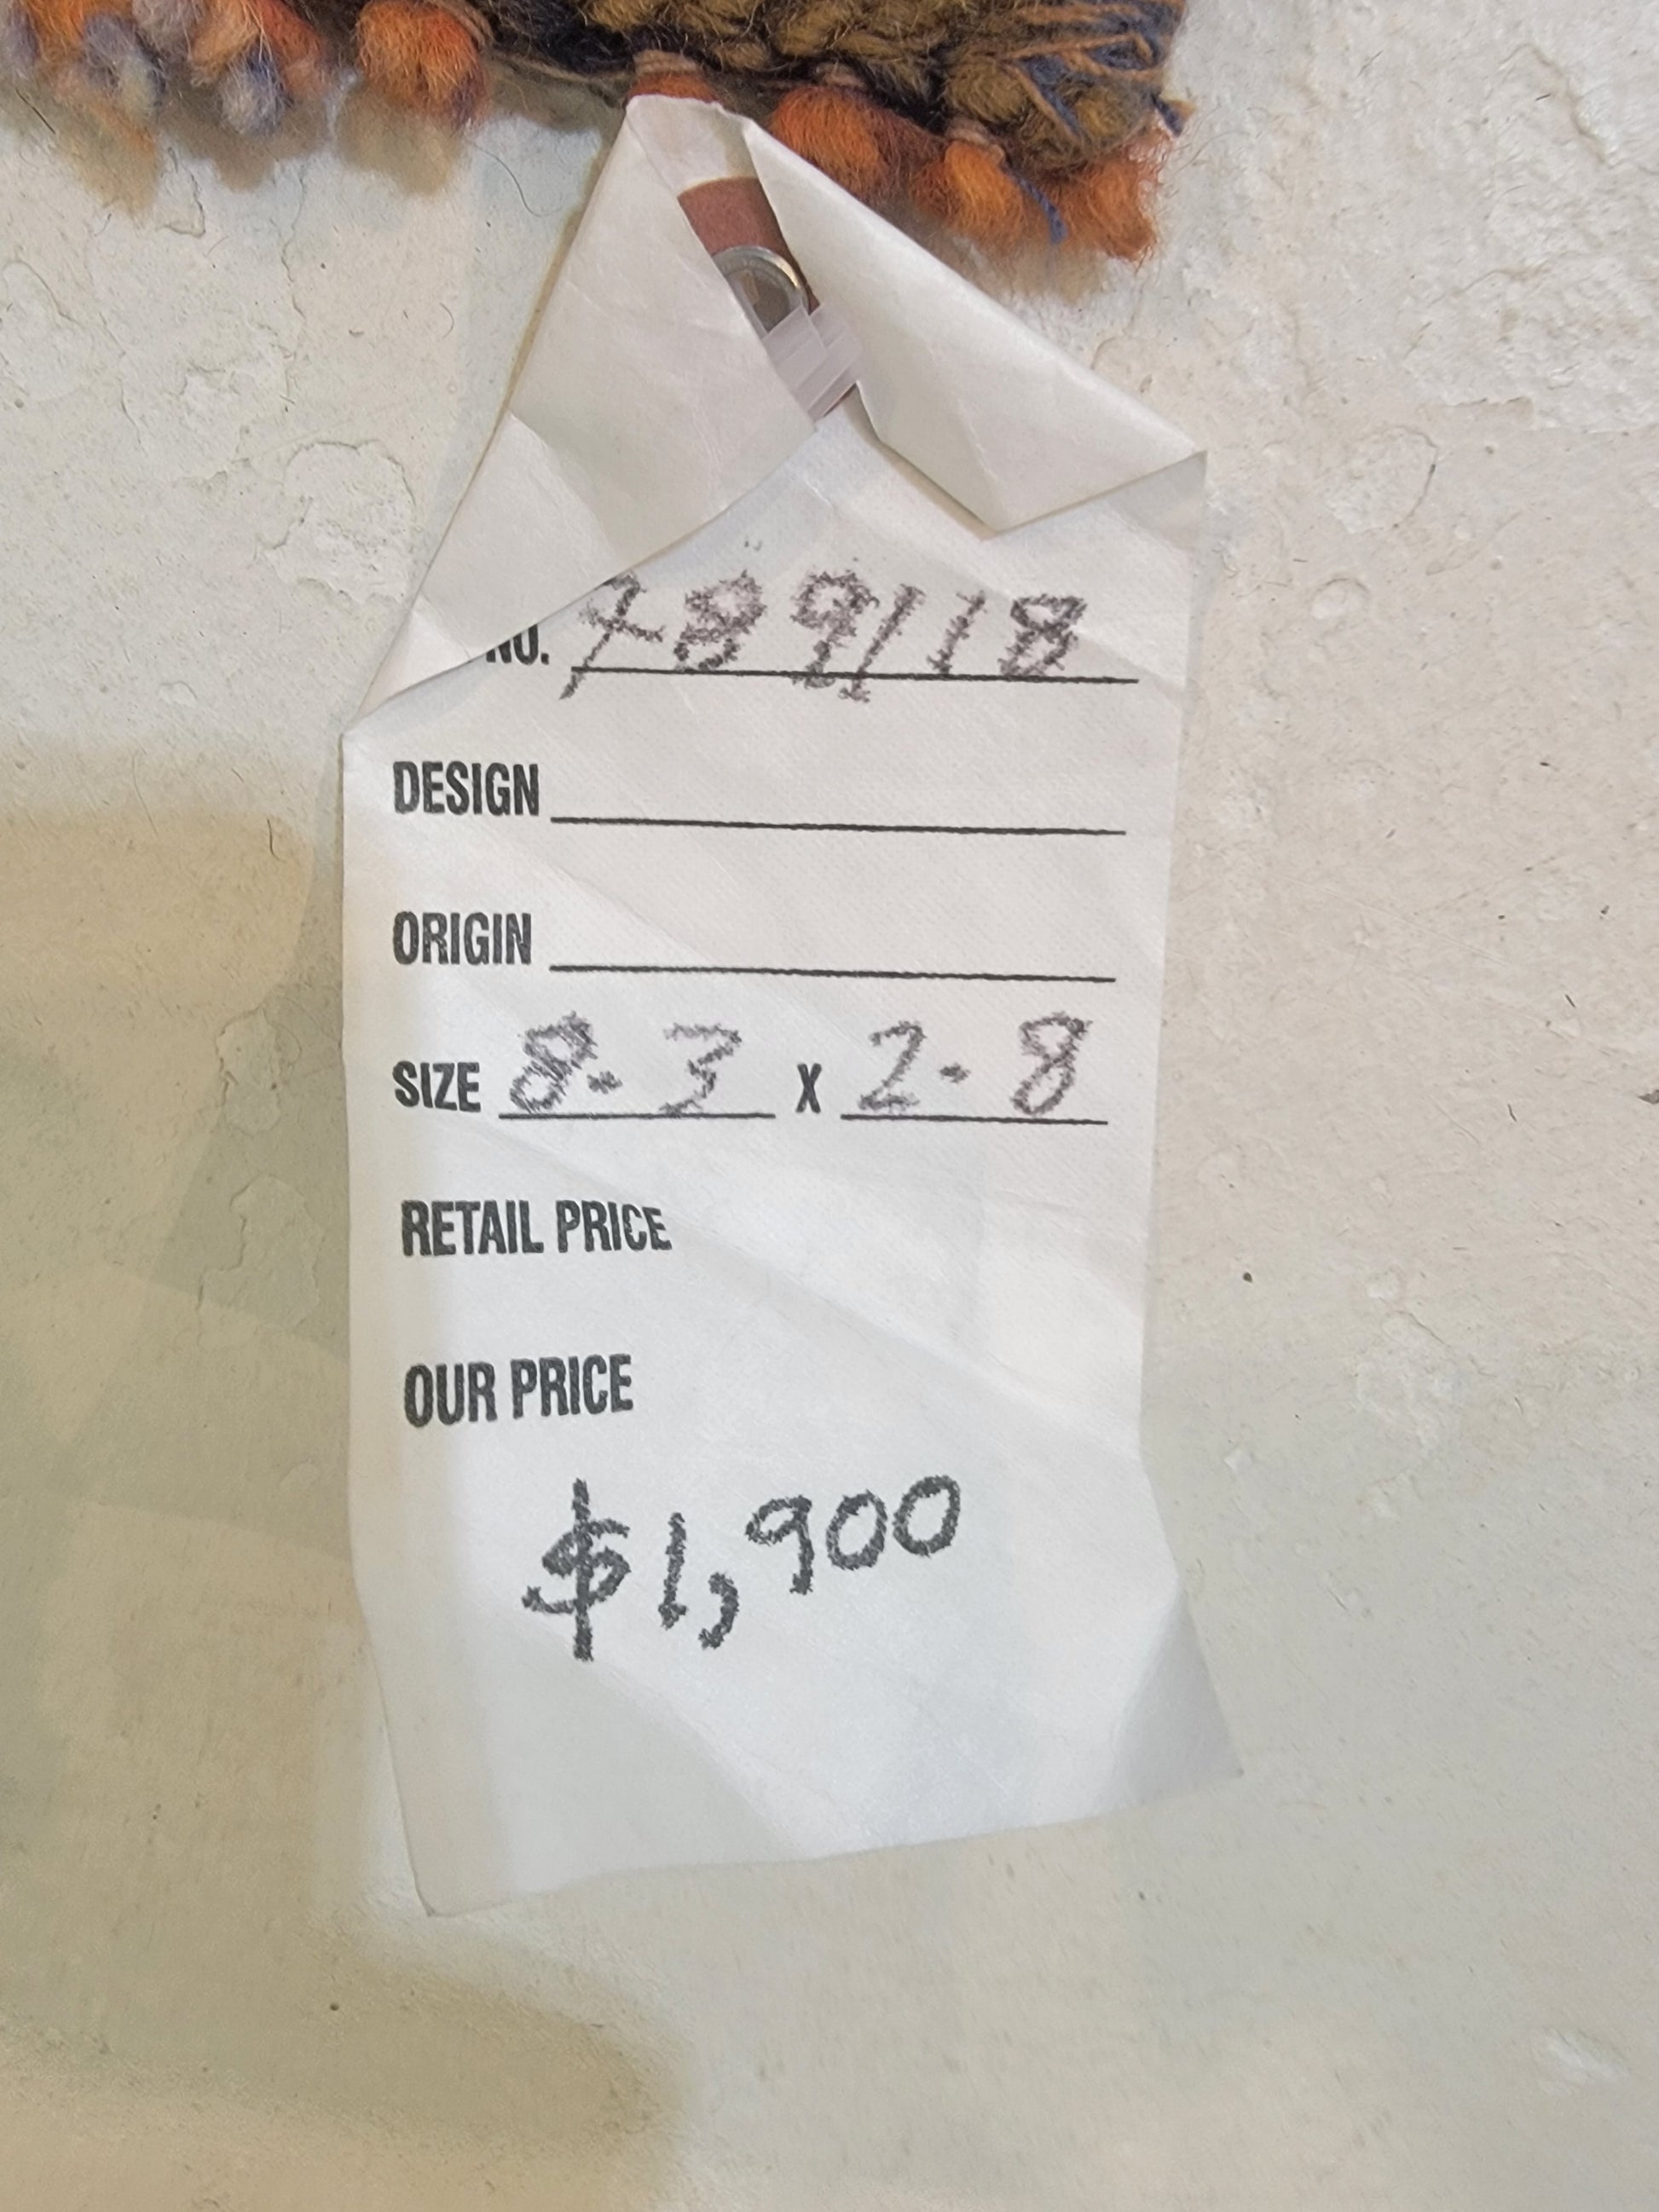 NO. 789118
DESIGN
ORIGIN
SIZE 8-3 X 2-8
RETAIL PRICE
OUR PRICE
$1,900